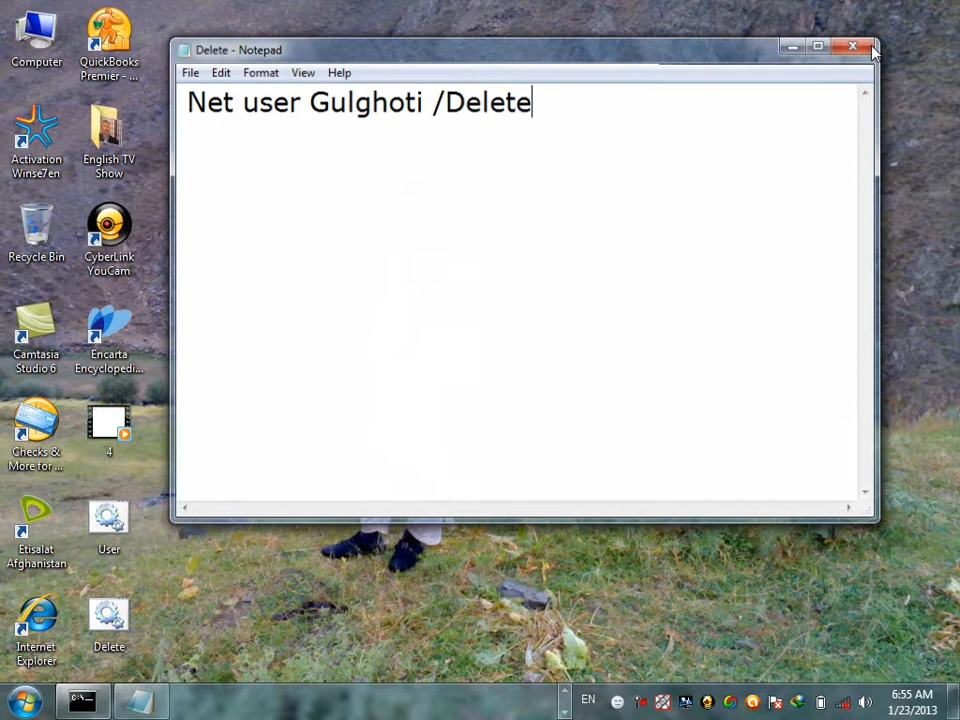 Computer
QuickBooks
Premier - ...
Activation
Winse7en
English TV
Show
Recycle Bin
CyberLink
YouCam
Camtasia
Studio 6
Encarta
Encyclopedi...
Checks &
More for ...
4
Etisalat
Afghanistan
User
Internet
Explorer
Delete
Delete - Notepad
File Edit Format View Help
Net user Gulghoti /Delete
EN
6:55 AM
1/23/2013